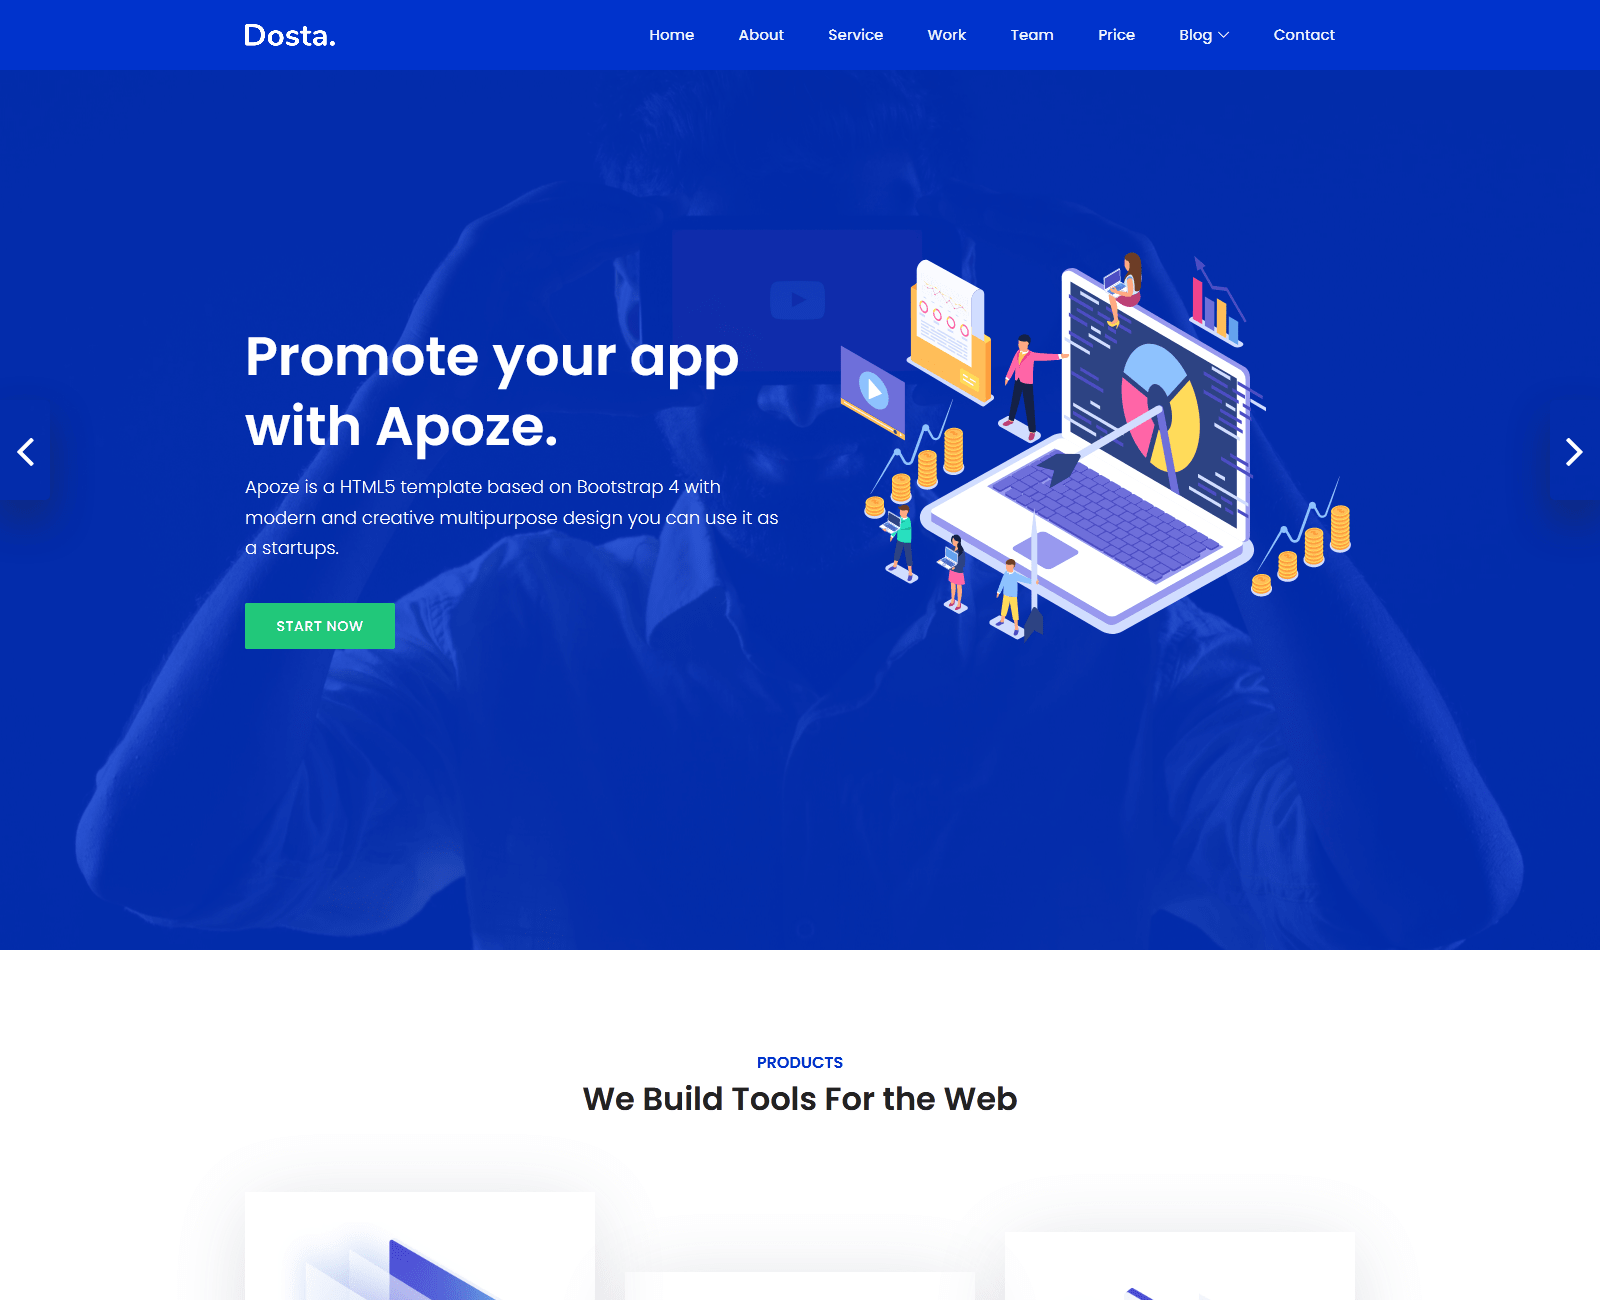 Dosta.
Home About Service Work Team Price Blog Contact
Promote your app
with Apoze.
Apoze is a HTML5 template based on Bootstrap 4 with
modern and creative multipurpose design you can use it as
a startups.
START NOW
PRODUCTS
We Build Tools For the Web